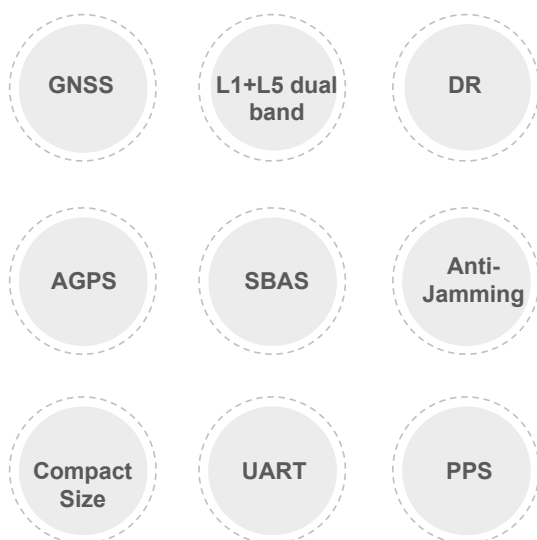 GNSS
L1+L5 dual
band
DR
AGPS
SBAS
Anti-
Jamming
Compact
Size
UART
PPS